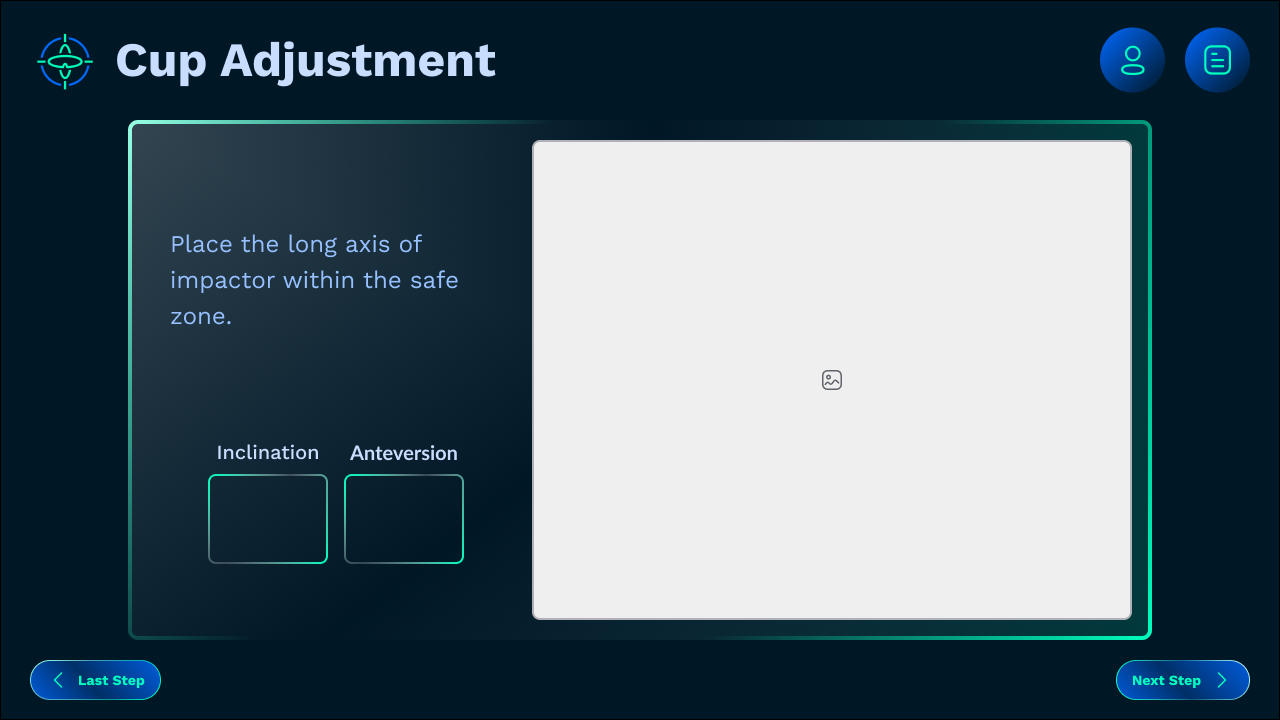 Cup Adjustment
Place the long axis of
impactor within the safe
zone.
Inclination
Anteversion
Last Step
Next Step